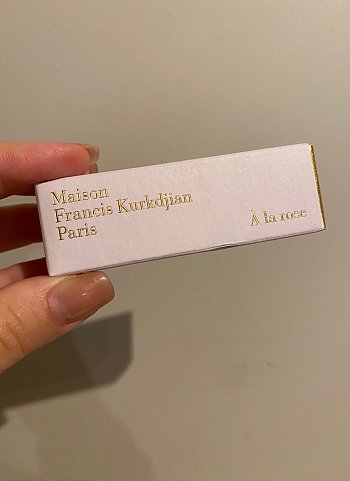 Maison
Francis Kurkdjian
Paris
À la rose